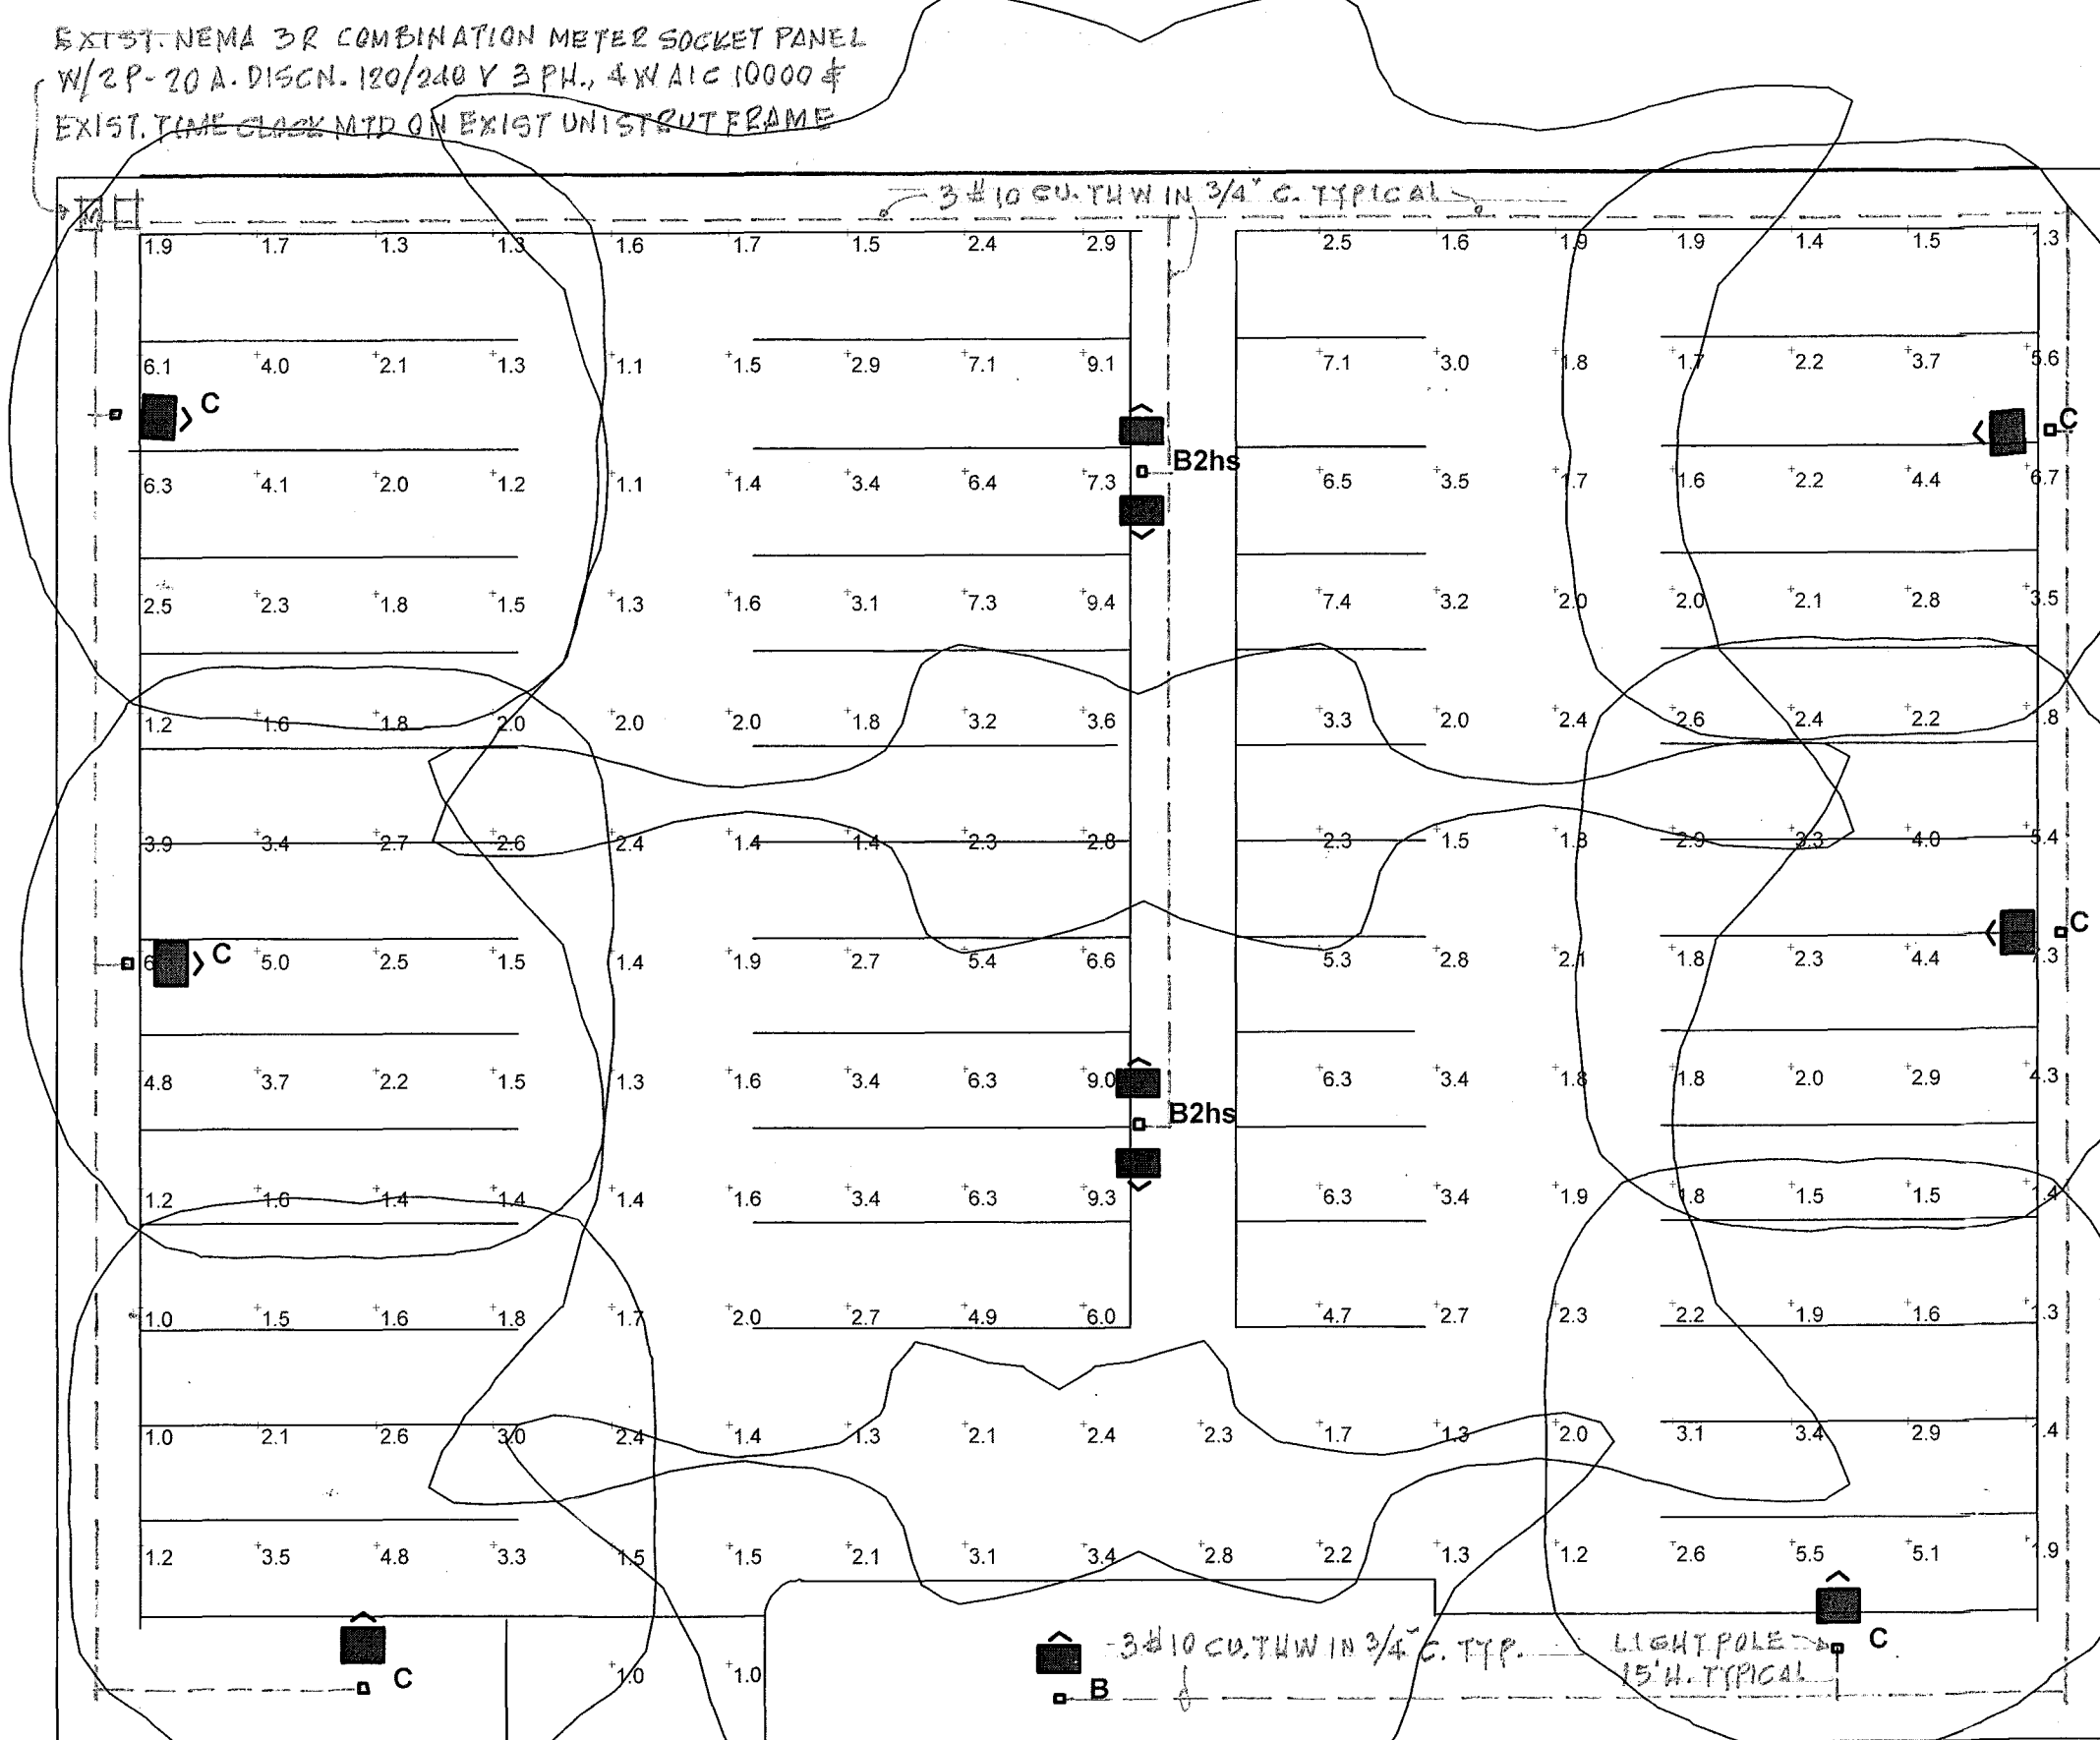 EXIST. NEMA 3R COMBINATION METER SOCKET PANEL
W/2P-20A. DISCN. 120/240 V 3 PH., 4W AIC 10000
EXIST. TIME CLOCK MTD ON EXIST UNISTRUT FRAME
3 #10 CU. THW IN 3/4" C. TYPICAL
1.9 1.7 1.3 1.3 1.6 1.7 1.5 2.4 2.9 2.5 1.6 1.9 1.9 1.4 1.5 1.3
6.1 4.0 2.1 1.3 1.1 1.5 2.9 7.1 9.1 7.1 3.0 1.8 1.7 2.2 3.7 5.6
C C
B2hs
6.3 4.1 2.0 1.2 1.1 1.4 3.4 6.4 7.3 6.5 3.5 1.7 1.6 2.2 4.4 6.7
2.5 2.3 1.8 1.5 1.3 1.6 3.1 7.3 9.4 7.4 3.2 2.0 2.0 2.1 2.8 3.5
1.2 1.6 1.8 2.0 2.0 2.0 1.8 3.2 3.6 3.3 2.0 2.4 2.6 2.4 2.2 1.8
3.9 3.4 2.7 2.6 2.4 1.4 1.4 2.3 2.8 2.3 1.5 1.8 2.9 3.3 4.0 5.4
C C
5.0 2.5 1.5 1.4 1.9 2.7 5.4 6.6 5.3 2.8 2.1 1.8 2.3 4.4 7.3
4.8 3.7 2.2 1.5 1.3 1.6 3.4 6.3 9.0 6.3 3.4 1.8 1.8 2.0 2.9 4.3
B2hs
1.2 1.6 1.4 1.4 1.4 1.6 3.4 6.3 9.3 6.3 3.4 1.9 1.8 1.5 1.5 1.4
1.0 1.5 1.6 1.8 1.7 2.0 2.7 4.9 6.0 4.7 2.7 2.3 2.2 1.9 1.6 1.3
1.0 2.1 2.6 3.0 2.4 1.4 1.3 2.1 2.4 2.3 1.7 1.3 2.0 3.1 3.4 2.9 1.4
1.2 3.5 4.8 3.3 1.5 1.5 2.1 3.1 3.4 2.8 2.2 1.3 1.2 2.6 5.5 5.1 1.9
3 #10 CU. THW IN 3/4" C. TYP.
LIGHT POLE
15' H. TYPICAL
C
C
1.0 1.0
B